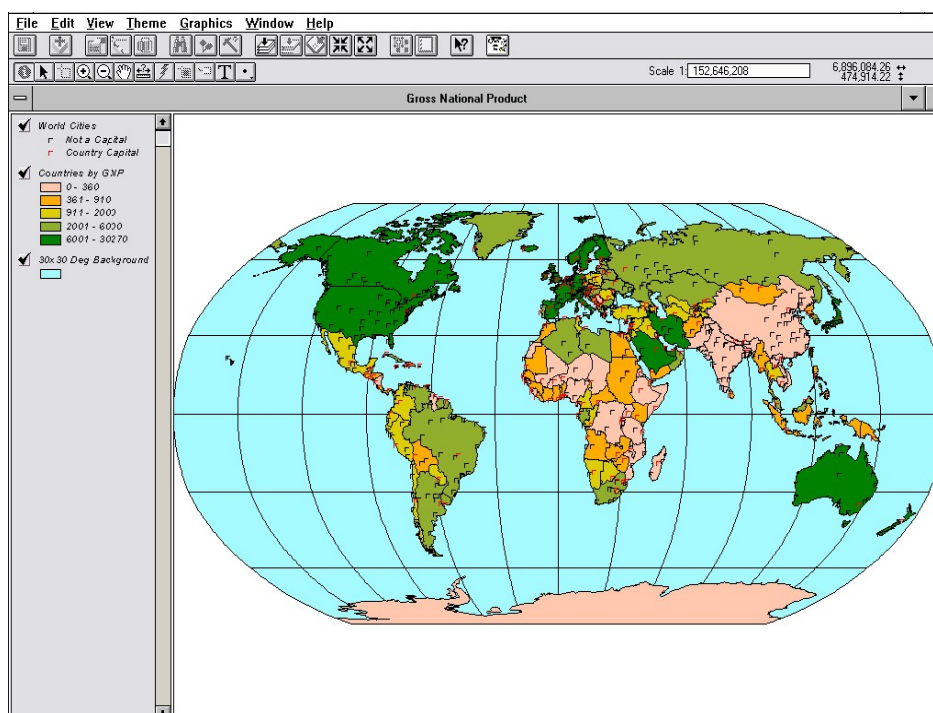 File Edit View Theme Graphics Window Help
T
Scale 1: 152,646,208
6,896,084.26
474,914.22
Gross National Product
World Cities
Not a Capital
Country Capital
Countries by GNP
0 - 360
361 - 910
911 - 2000
2001 - 6000
6001 - 30270
30x30 Deg Background